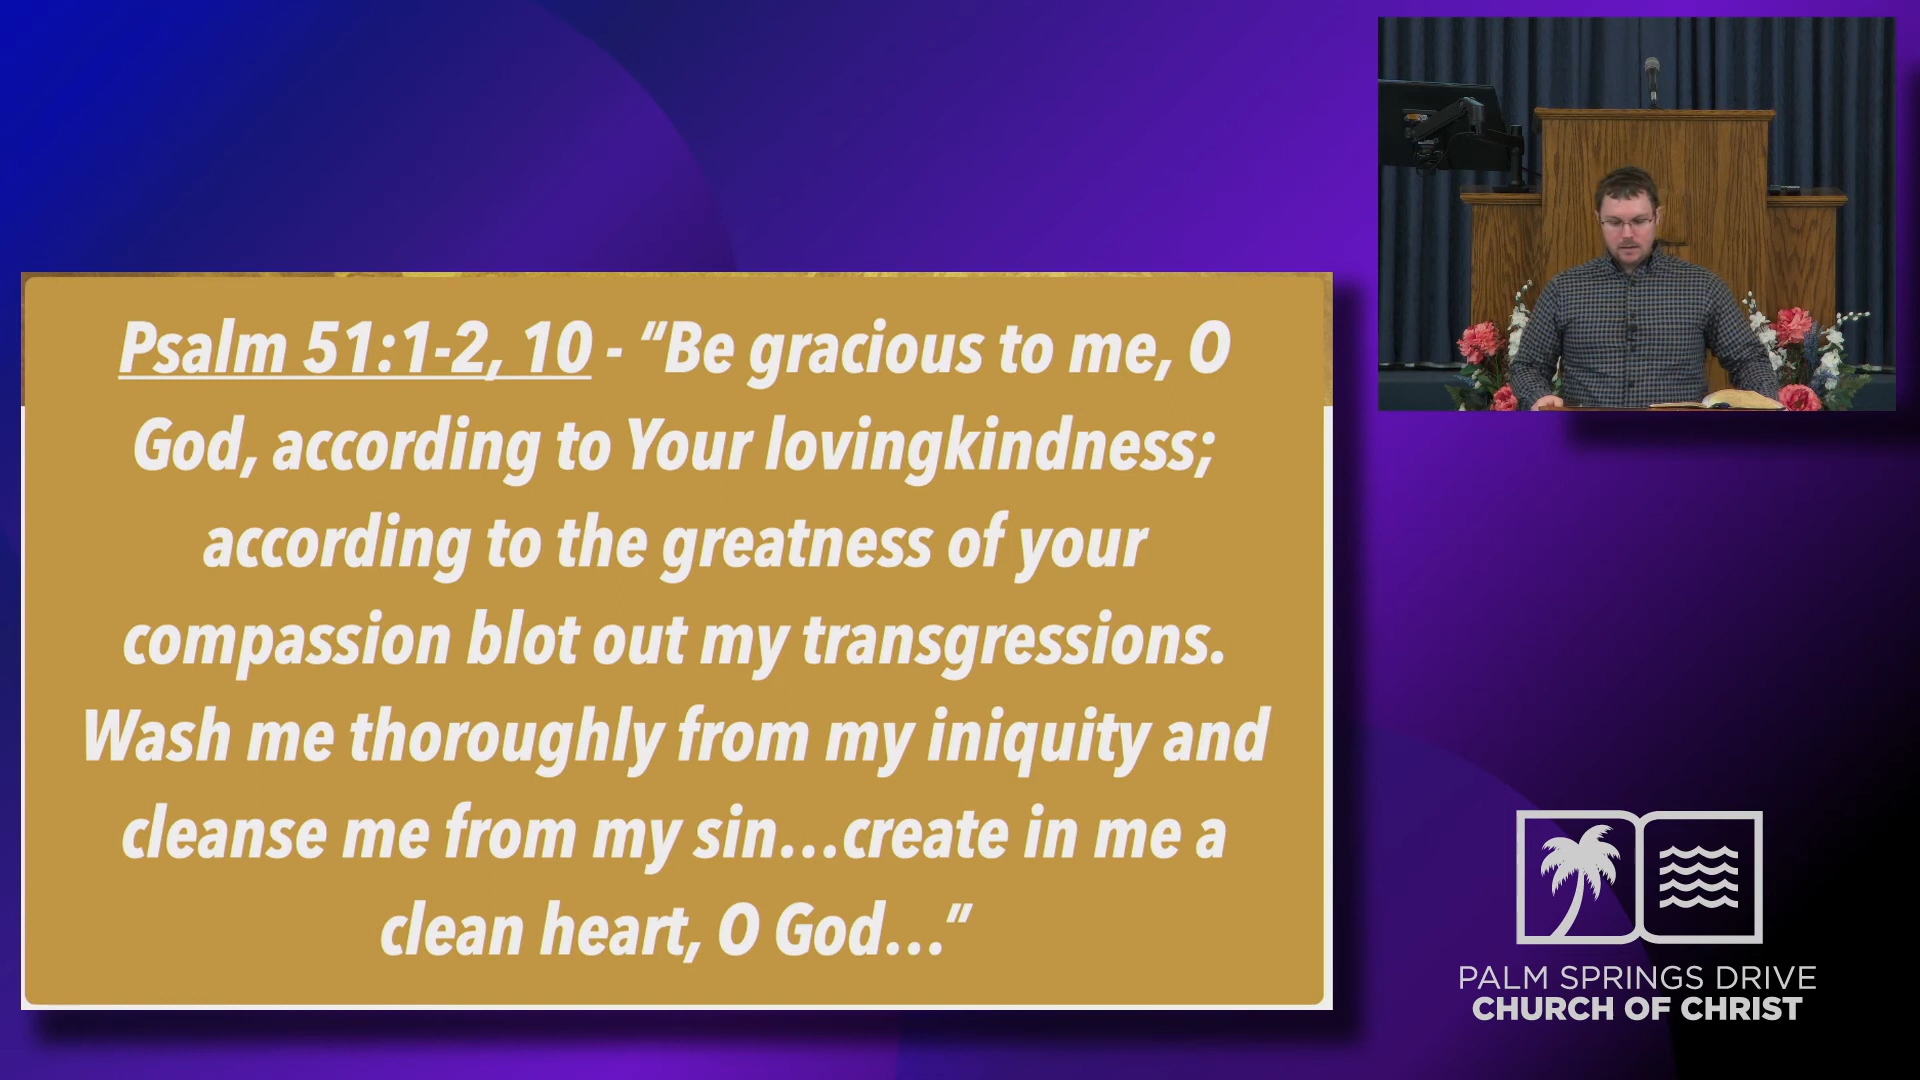 Psalm 51:1-2, 10 - “Be gracious to me, O
God, according to Your lovingkindness;
according to the greatness of your
compassion blot out my transgressions.
Wash me thoroughly from my iniquity and
cleanse me from my sin…create in me a
clean heart, O God…”
PALM SPRINGS DRIVE
CHURCH OF CHRIST